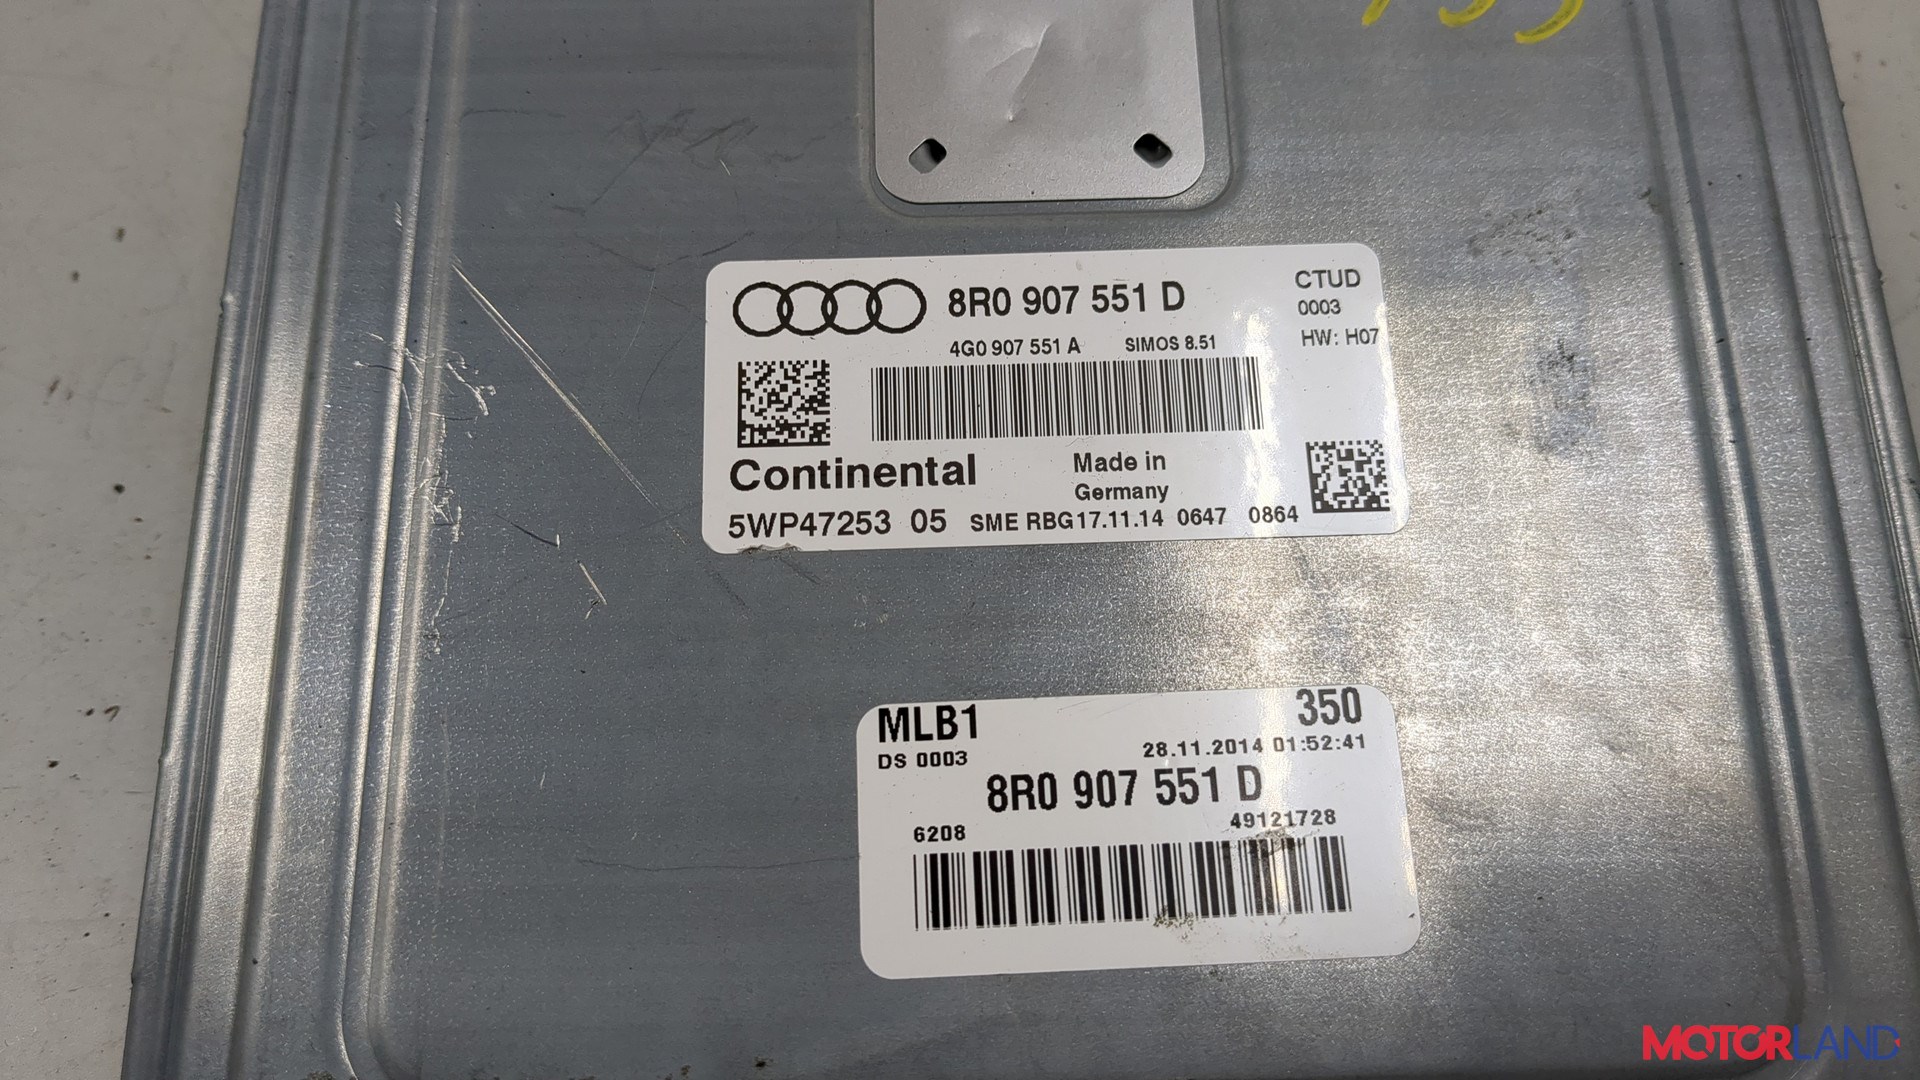 8R0 907 551 D
CTUD
0003
HW: H07
4G0 907 551 A SIMOS 8.51
Continental
Made in
Germany
5WP47253 05 SME RBG17.11.14 0647 0864
MLB1 350
DS 0003 28.11.2014 01:52:41
8R0 907 551 D
6208 49121728
MOTORLAND